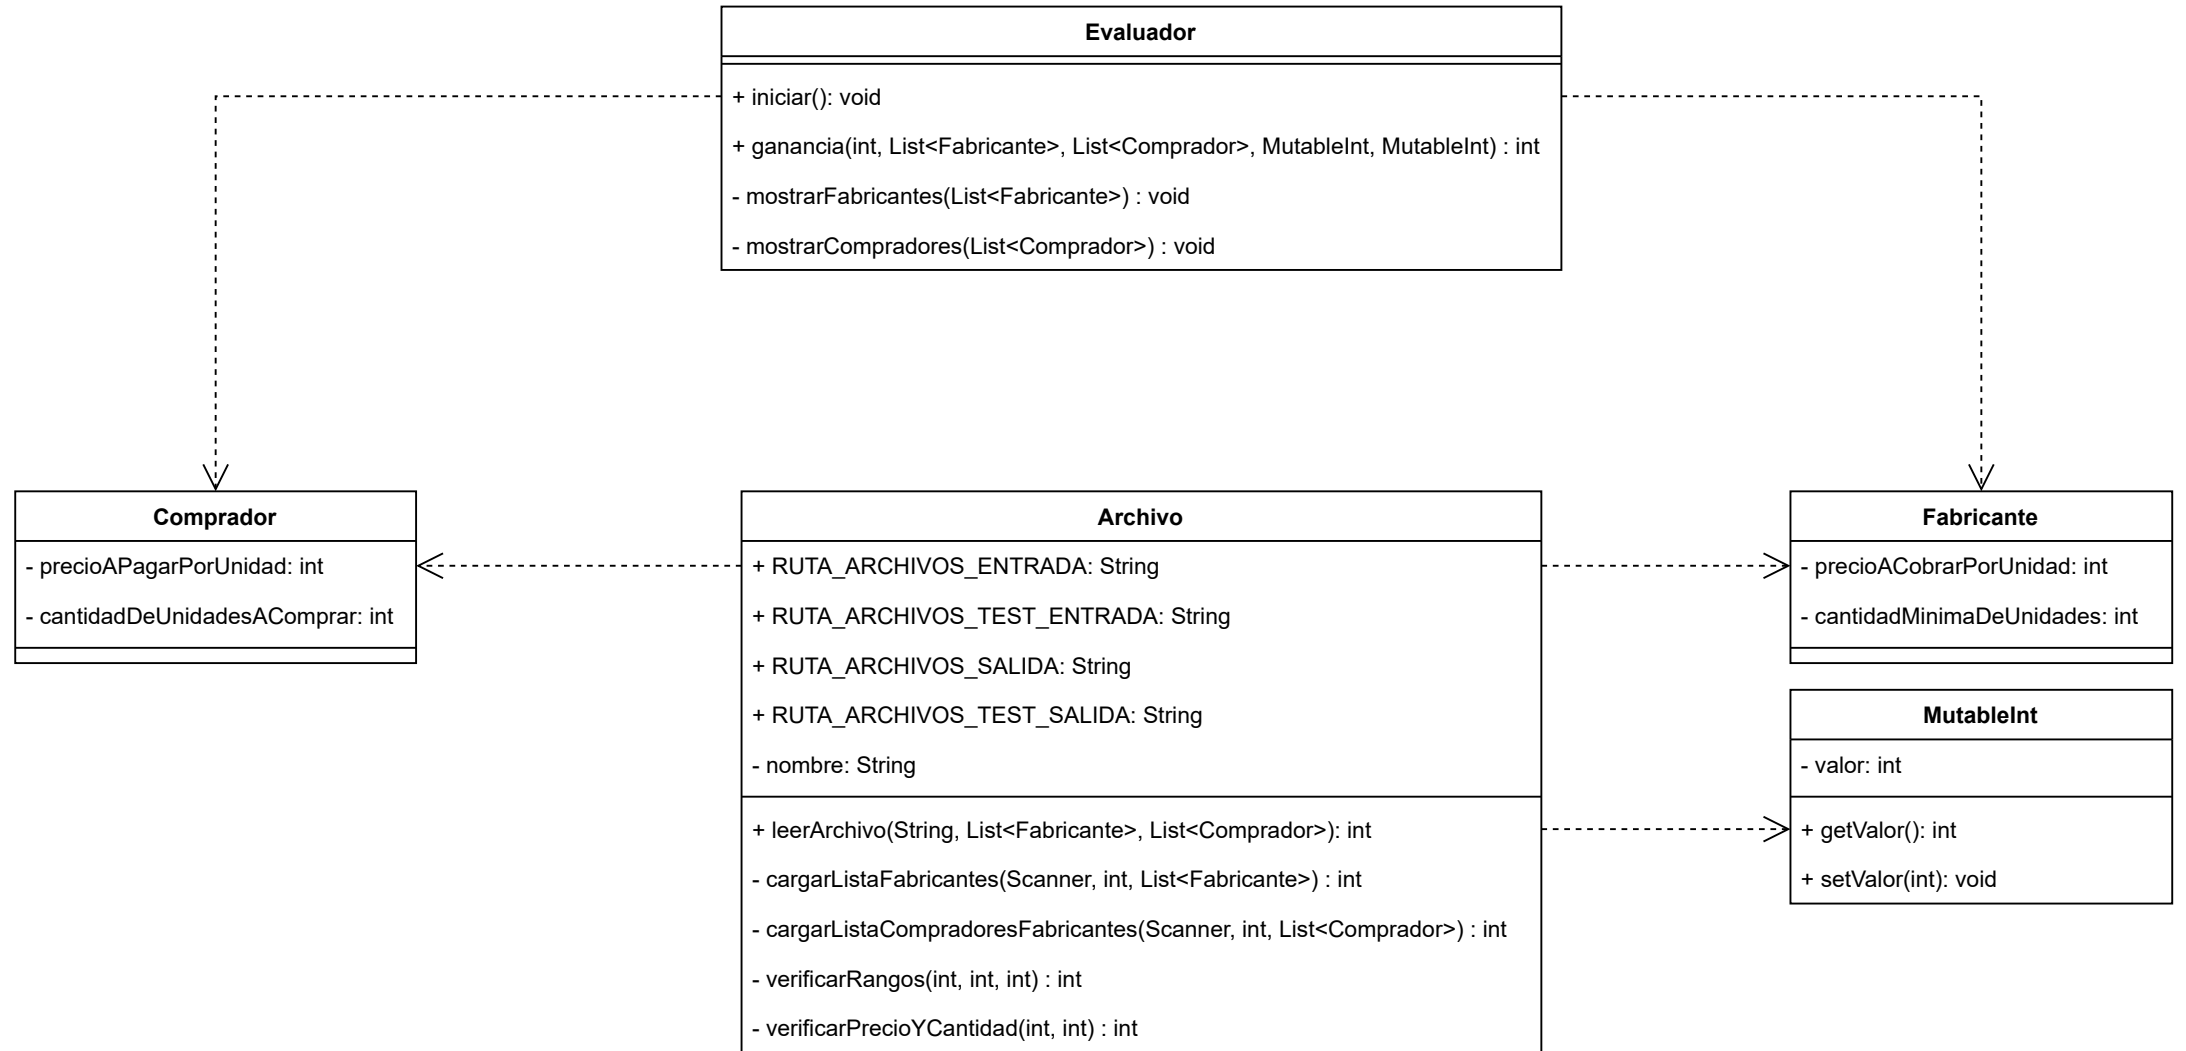 Evaluador
+ iniciar(): void
+ ganancia(int, List<Fabricante>, List<Comprador>, MutableInt, MutableInt) : int
- mostrarFabricantes(List<Fabricante>) : void
- mostrarCompradores(List<Comprador>) : void
Comprador
- precioAPagarPorUnidad: int
- cantidadDeUnidadesAComprar: int
Archivo
+ RUTA_ARCHIVOS_ENTRADA: String
+ RUTA_ARCHIVOS_TEST_ENTRADA: String
+ RUTA_ARCHIVOS_SALIDA: String
+ RUTA_ARCHIVOS_TEST_SALIDA: String
- nombre: String
+ leerArchivo(String, List<Fabricante>, List<Comprador>): int
- cargarListaFabricantes(Scanner, int, List<Fabricante>) : int
- cargarListaCompradoresFabricantes(Scanner, int, List<Comprador>) : int
- verificarRangos(int, int, int) : int
- verificarPrecioYCantidad(int, int) : int
Fabricante
- precioACobrarPorUnidad: int
- cantidadMinimaDeUnidades: int
MutableInt
- valor: int
+ getValor(): int
+ setValor(int): void